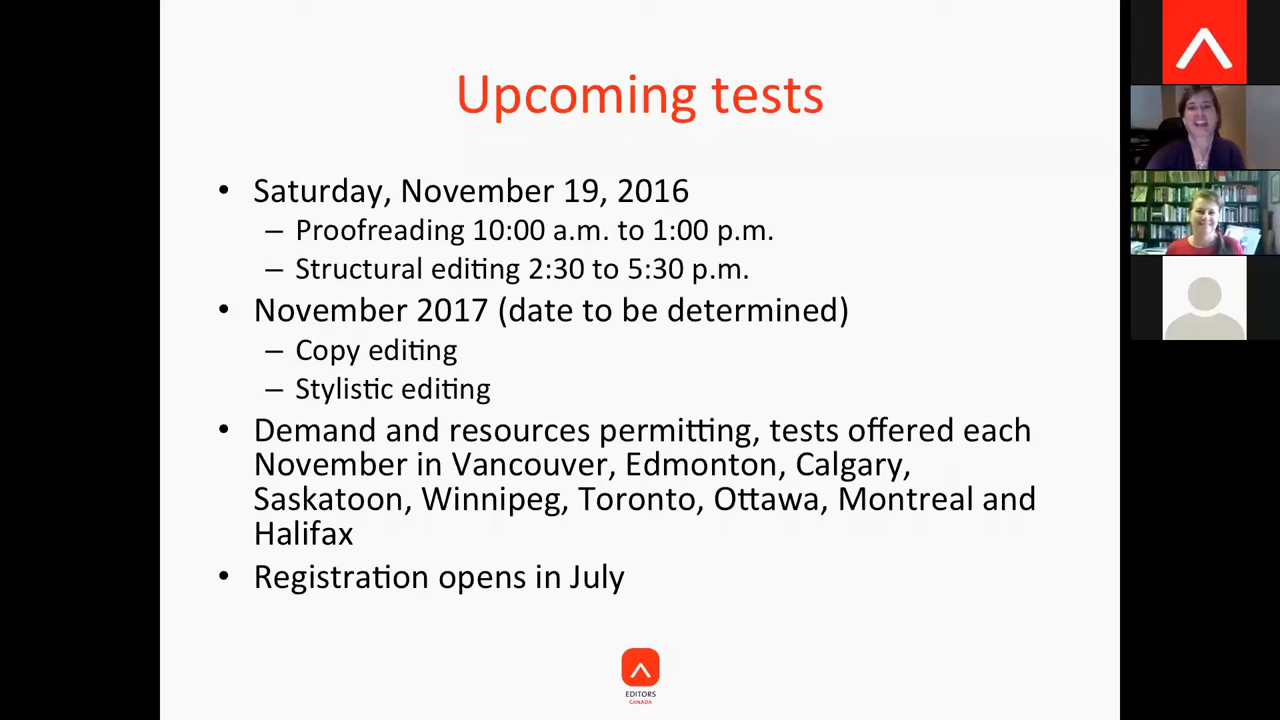 Upcoming tests
• Saturday, November 19, 2016
– Proofreading 10:00 a.m. to 1:00 p.m.
– Structural editing 2:30 to 5:30 p.m.
• November 2017 (date to be determined)
– Copy editing
– Stylistic editing
• Demand and resources permitting, tests offered each
November in Vancouver, Edmonton, Calgary,
Saskatoon, Winnipeg, Toronto, Ottawa, Montreal and
Halifax
• Registration opens in July
EDITORS
CANADA